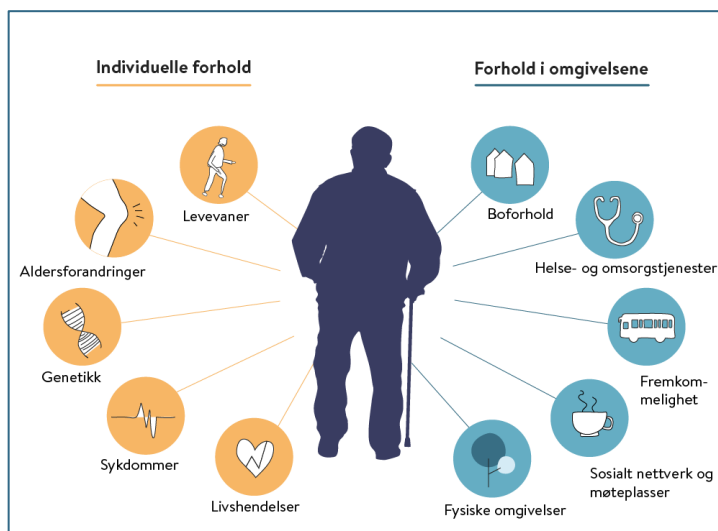 Individuelle forhold
Levevaner
Aldersforandringer
Genetikk
Sykdommer
Livshendelser
Forhold i omgivelsene
Boforhold
Helse- og omsorgstjenester
Fremkom-
melighet
Sosialt nettverk og
møteplasser
Fysiske omgivelser